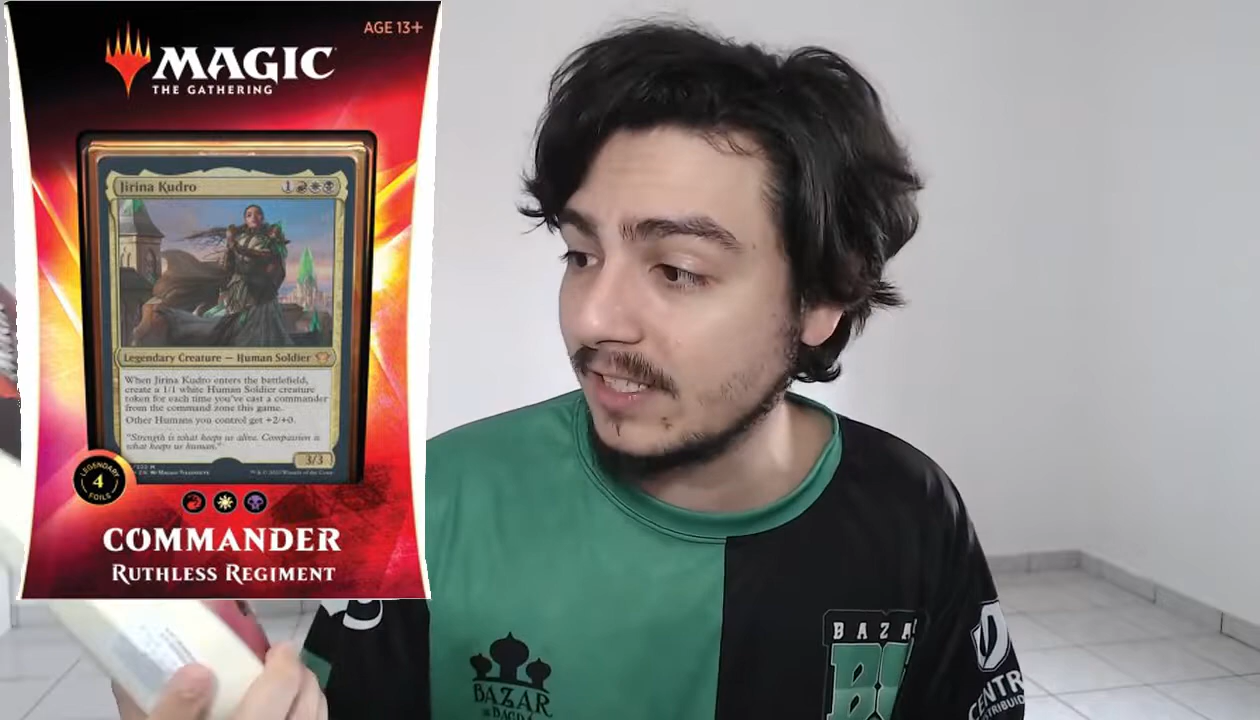 AGE 13+
MAGIC
THE GATHERING
Jirina Kudro 1
Legendary Creature — Human Soldier
When Jirina Kudro enters the battlefield,
create a 1/1 white Human Soldier creature
token for each time you've cast a commander
from the command zone this game.
Other Humans you control get +2/+0.
"Strength is what keeps us alive. Compassion is
what keeps us human."
3/3
LEGENDARY
4
FOILS
COMMANDER
RUTHLESS REGIMENT
BAZAR
BAZA
CENTR